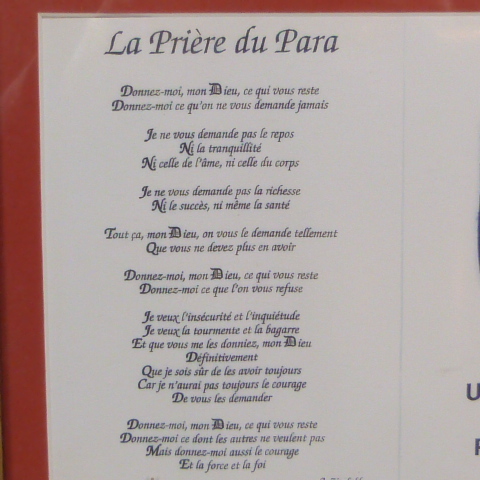 La Prière du Para
Donnez-moi, mon Dieu, ce qui vous reste
Donnez-moi ce qu'on ne vous demande jamais
Je ne vous demande pas le repos
Ni la tranquillité
Ni celle de l'âme, ni celle du corps
Je ne vous demande pas la richesse
Ni le succès, ni même la santé
Tout ça, mon Dieu, on vous le demande tellement
Que vous ne devez plus en avoir
Donnez-moi, mon Dieu, ce qui vous reste
Donnez-moi ce que l'on vous refuse
Je veux l'insécurité et l'inquiétude
Je veux la tourmente et la bagarre
Et que vous me les donniez, mon Dieu
Définitivement
Que je sois sûr de les avoir toujours
Car je n'aurai pas toujours le courage
De vous les demander
Donnez-moi, mon Dieu, ce qui vous reste
Donnez-moi ce dont les autres ne veulent pas
Mais donnez-moi aussi le courage
Et la force et la foi